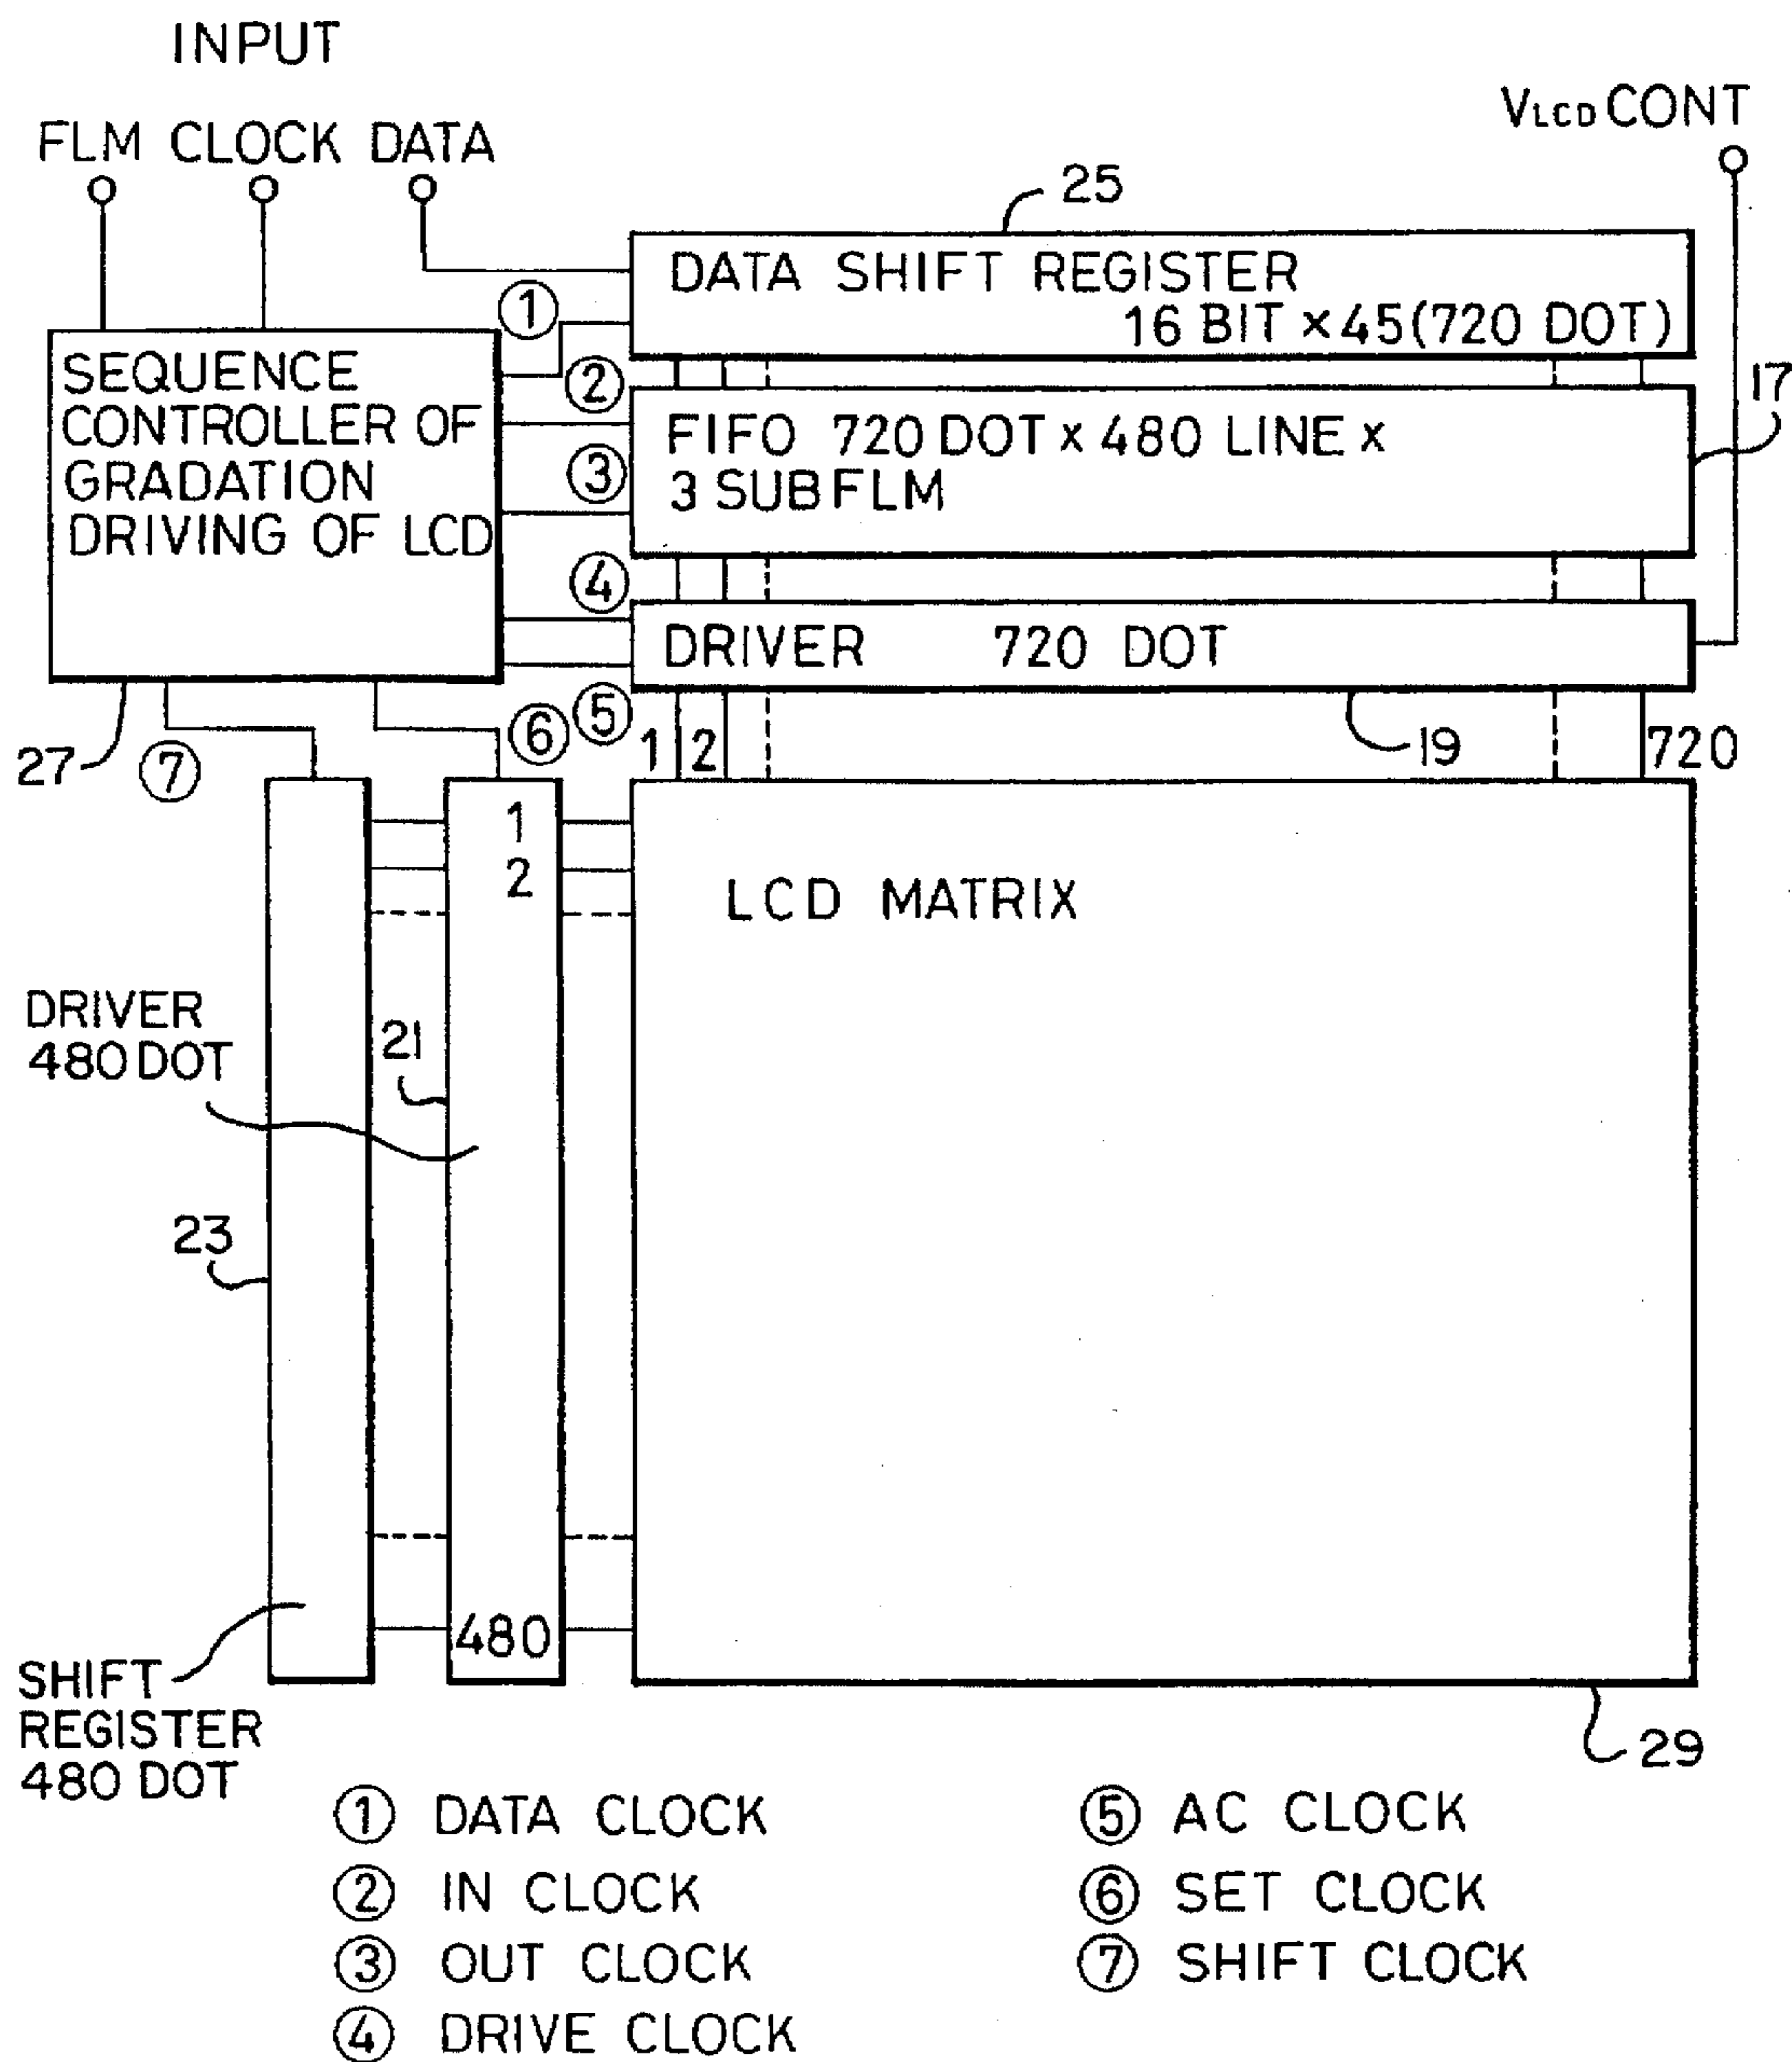 INPUT
FLM CLOCK DATA
VLCD CONT
25
DATA SHIFT REGISTER
16 BIT × 45(720 DOT)
①
SEQUENCE
CONTROLLER OF
GRADATION
DRIVING OF LCD
②
17
FIFO 720 DOT × 480 LINE ×
3 SUB FLM
③
④
DRIVER 720 DOT
⑤
⑥
⑦
27
1 2
19
720
1
2
LCD MATRIX
DRIVER
480 DOT
21
23
480
SHIFT
REGISTER
480 DOT
29
① DATA CLOCK
② IN CLOCK
③ OUT CLOCK
④ DRIVE CLOCK
⑤ AC CLOCK
⑥ SET CLOCK
⑦ SHIFT CLOCK